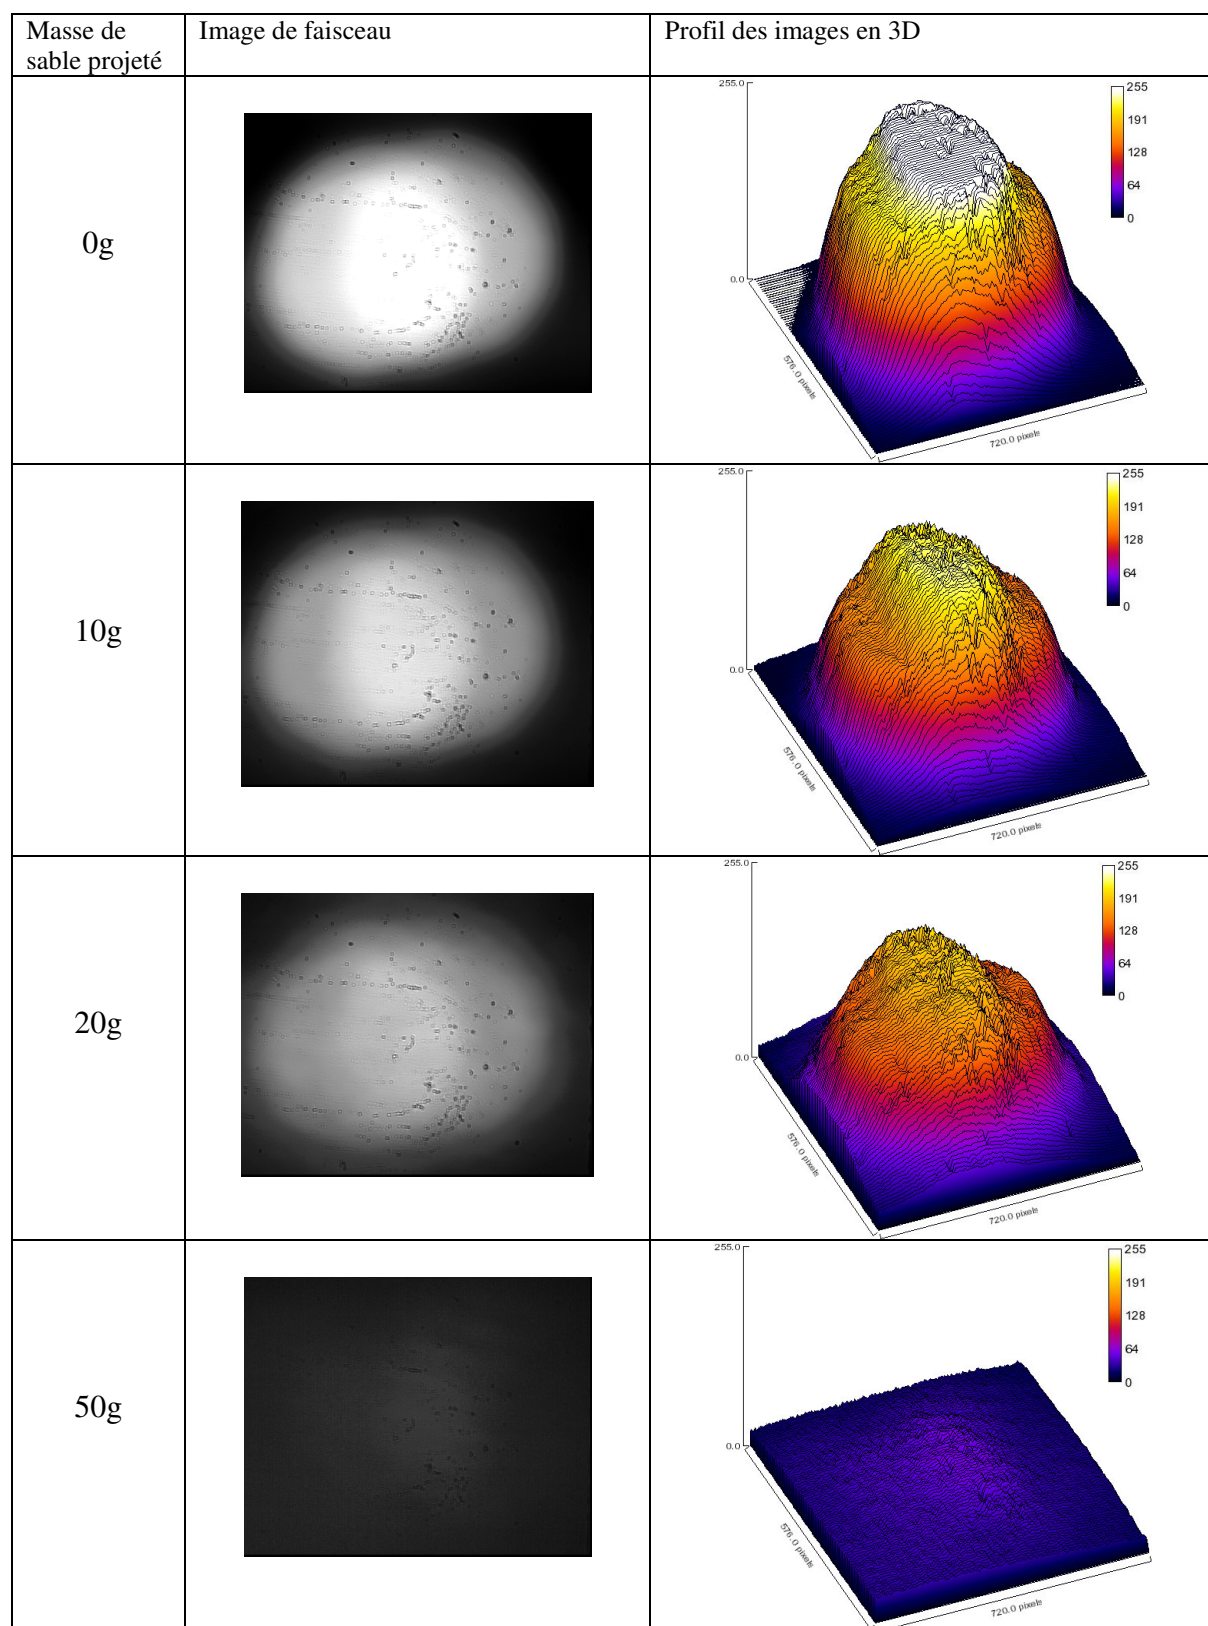 Masse de
sable projeté
Image de faisceau
Profil des images en 3D
0g
255.0
0.0
576.0 pixels
720.0 pixels
255
191
128
64
0
10g
255.0
0.0
576.0 pixels
720.0 pixels
255
191
128
64
0
20g
255.0
0.0
576.0 pixels
720.0 pixels
255
191
128
64
0
50g
255.0
0.0
576.0 pixels
720.0 pixels
255
191
128
64
0